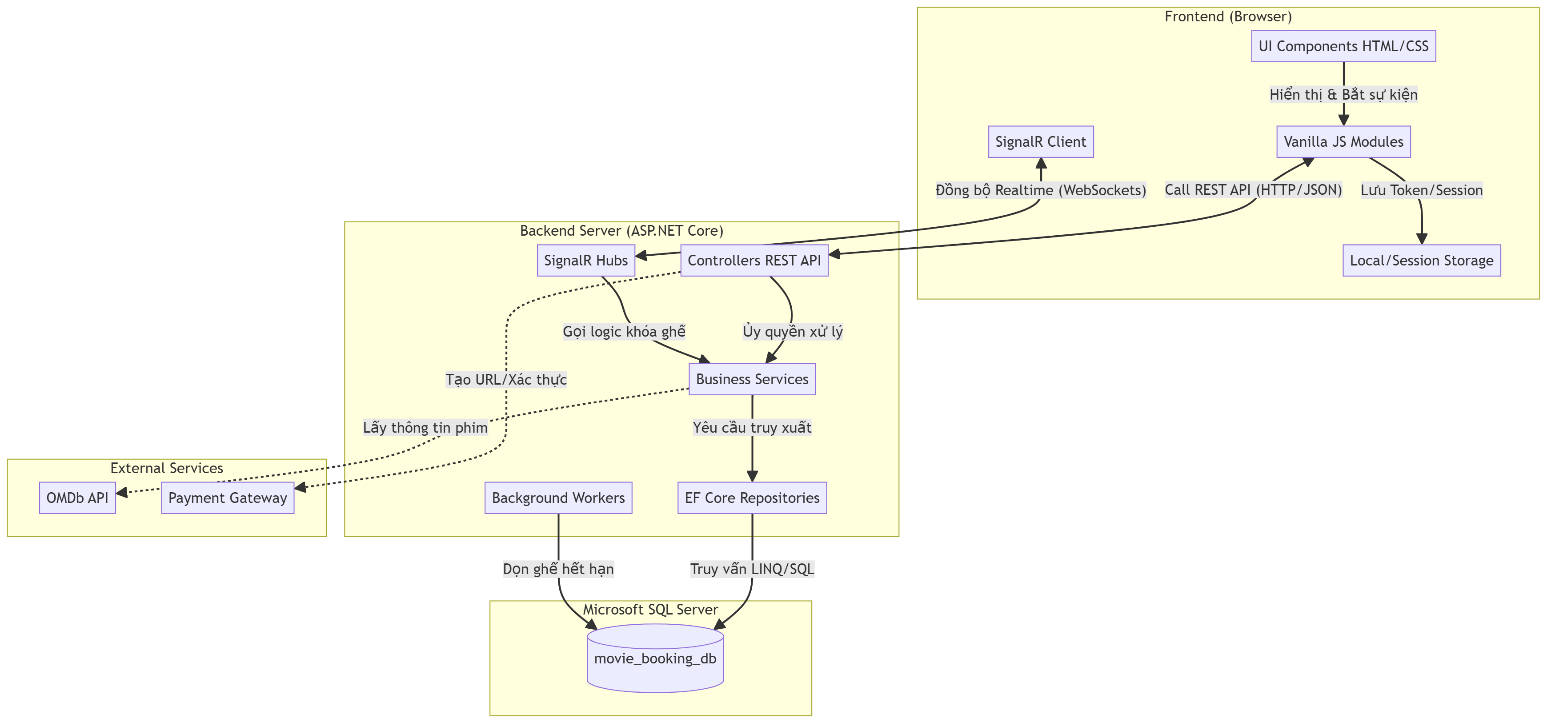 Frontend (Browser)
UI Components HTML/CSS
Hiển thị & Bắt sự kiện
SignalR Client
Vanilla JS Modules
Đồng bộ Realtime (WebSockets)
Call REST API (HTTP/JSON)
Lưu Token/Session
Local/Session Storage
Backend Server (ASP.NET Core)
SignalR Hubs
Controllers REST API
Gọi logic khóa ghế
Ủy quyền xử lý
Business Services
Tạo URL/Xác thực
Lấy thông tin phim
Yêu cầu truy xuất
External Services
OMDb API
Payment Gateway
Background Workers
EF Core Repositories
Dọn ghế hết hạn
Truy vấn LINQ/SQL
Microsoft SQL Server
movie_booking_db